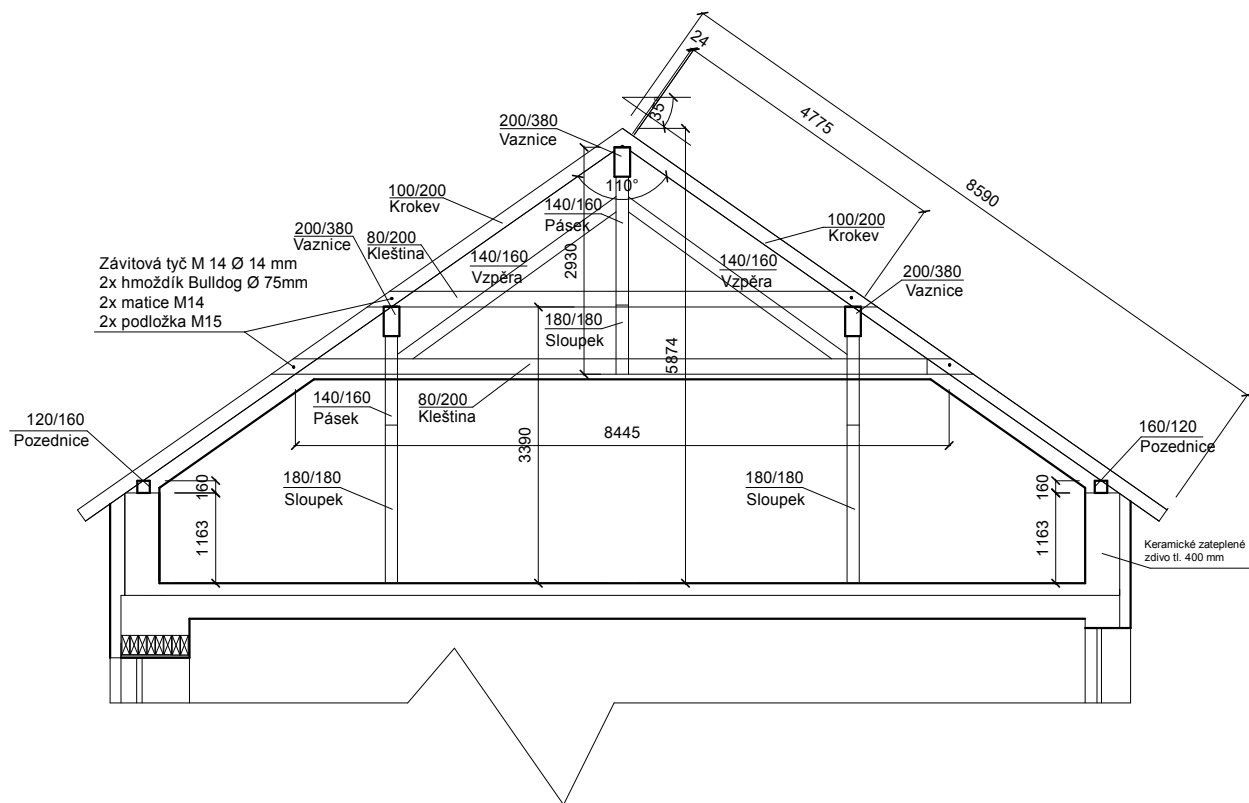 24
4775
35°
8590
200/380
Vaznice
110°
100/200
Krokev
140/160
Pásek
100/200
Krokev
200/380
Vaznice
80/200
Kleština
140/160
Vzpěra
2930
140/160
Vzpěra
200/380
Vaznice
Závitová tyč M 14 Ø 14 mm
2x hmoždík Bulldog Ø 75mm
2x matice M14
2x podložka M15
180/180
Sloupek
5874
140/160
Pásek
80/200
Kleština
120/160
Pozednice
8445
3390
160/120
Pozednice
160
180/180
Sloupek
180/180
Sloupek
160
1163
1163
Keramické zateplené
zdivo tl. 400 mm